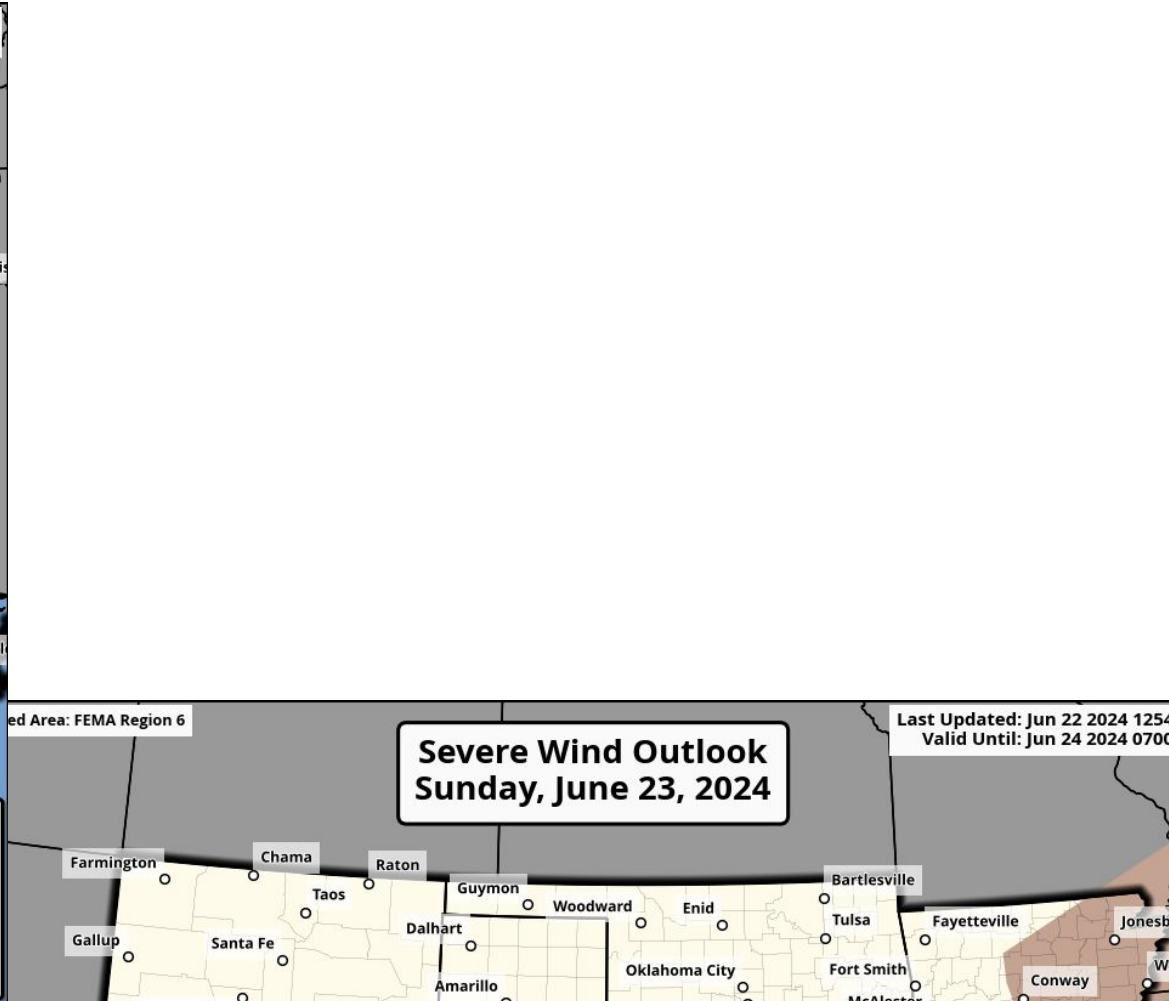 ed Area: FEMA Region 6
Severe Wind Outlook
Sunday, June 23, 2024
Last Updated: Jun 22 2024 1254
Valid Until: Jun 24 2024 0700
Farmington
Chama
Raton
Taos
Guymon
Woodward
Enid
Bartlesville
Tulsa
Fayetteville
Jonesb
Gallup
Santa Fe
Dalhart
Oklahoma City
Fort Smith
Amarillo
McAlester
Conway
W